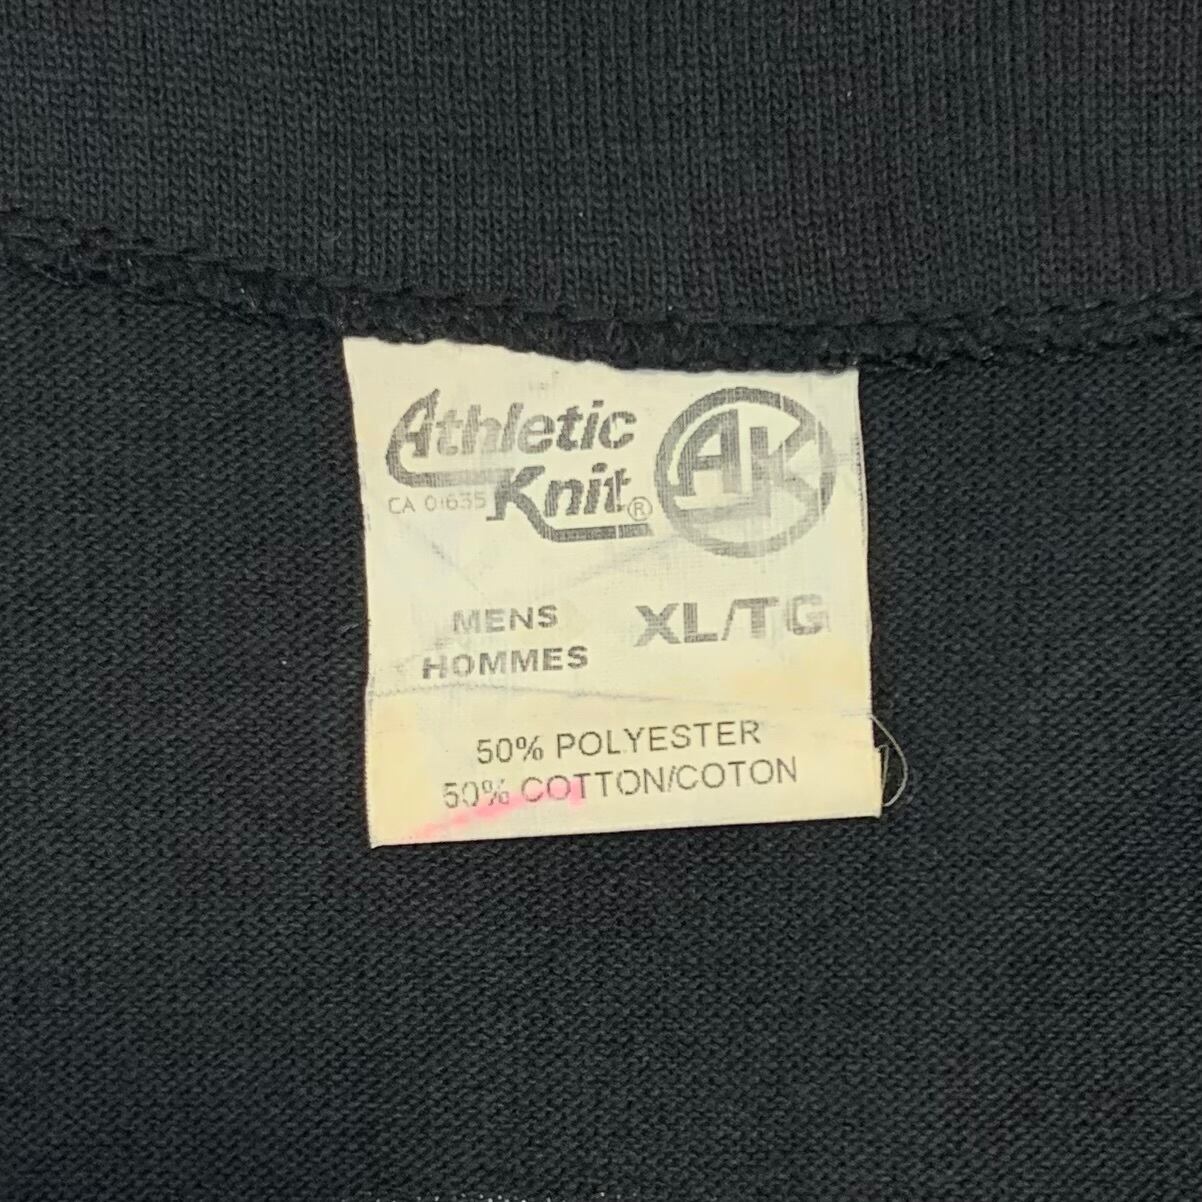 Athletic AK
CA 01635 Knit®
MENS XL/TG
HOMMES
50% POLYESTER
50% COTTON/COTON